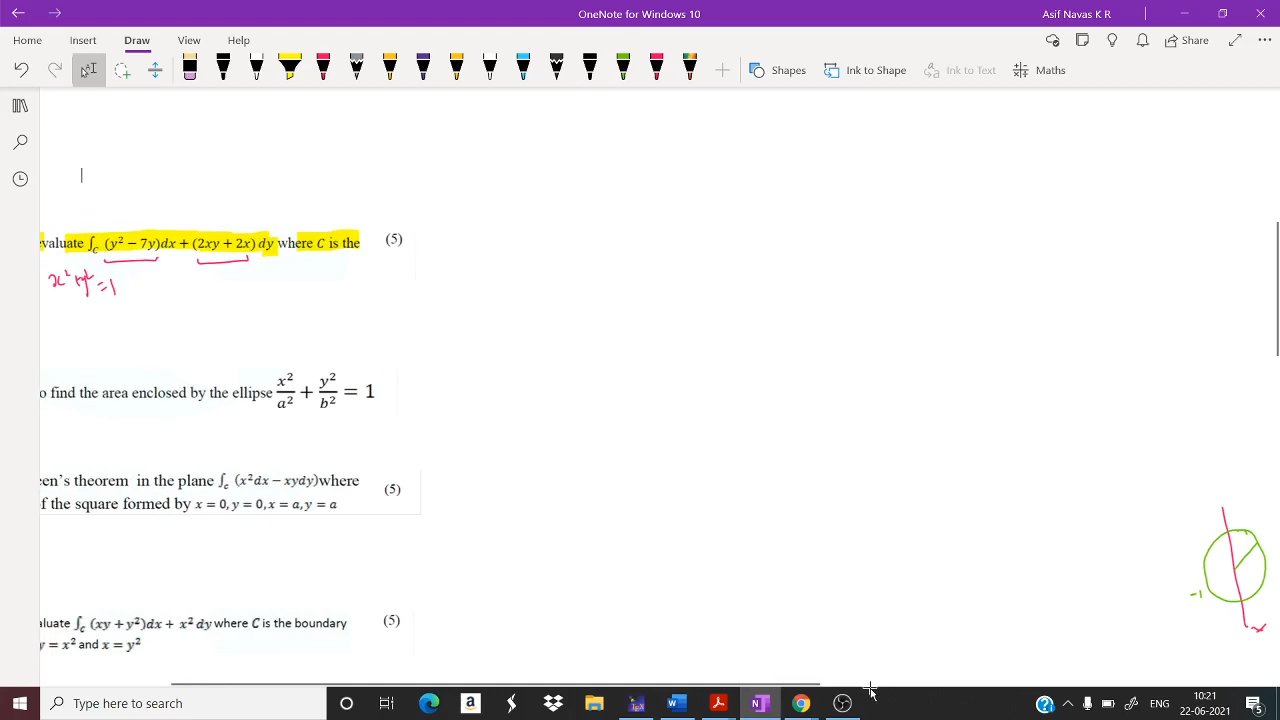 OneNote for Windows 10
Asif Navas K R
Home Insert Draw View Help
Share
Shapes Ink to Shape Ink to Text Maths
evaluate ∫c (y² − 7y)dx + (2xy + 2x) dy where C is the (5)
x² + y² = 1
o find the area enclosed by the ellipse x²/a² + y²/b² = 1
een's theorem in the plane ∫c (x²dx − xydy)where
f the square formed by x = 0, y = 0, x = a, y = a (5)
aluate ∫c (xy + y²)dx + x² dy where C is the boundary (5)
y = x² and x = y²
-1
x
Type here to search
10:21
22-06-2021
5